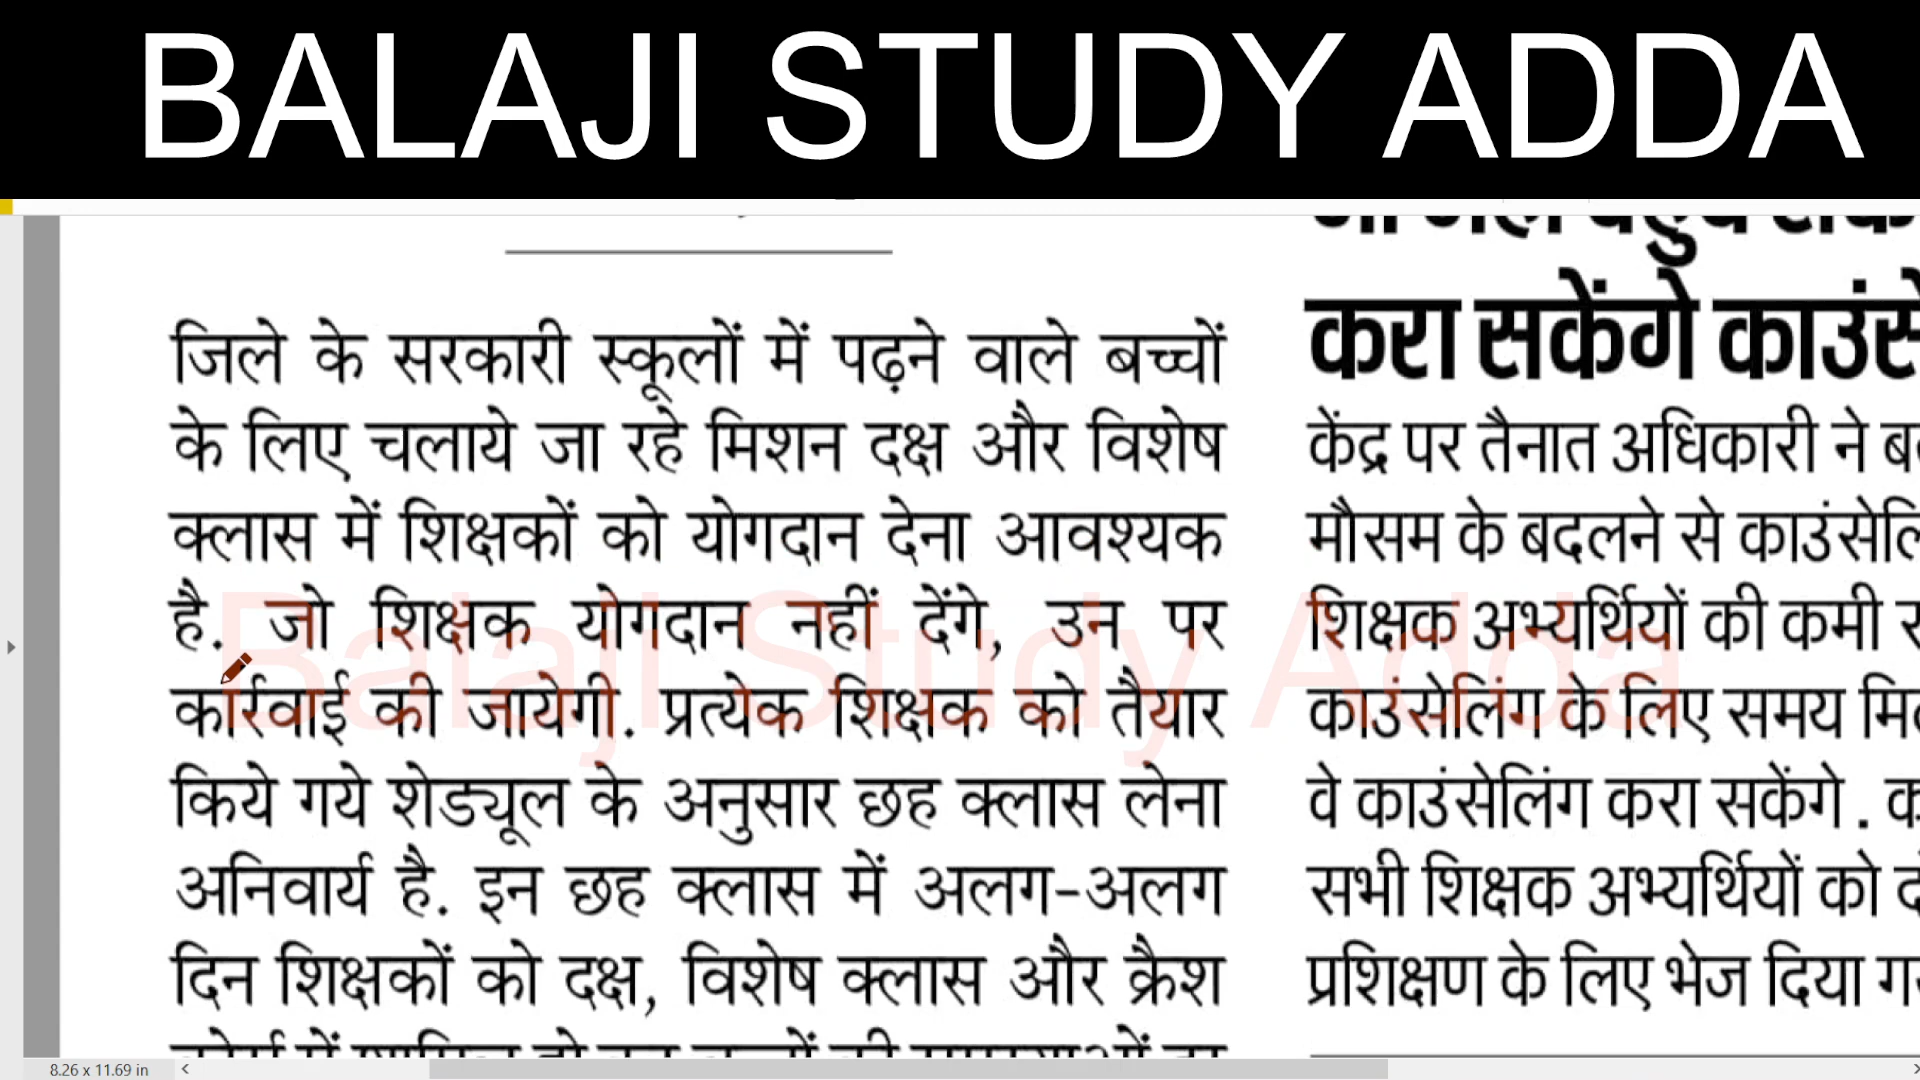 BALAJI STUDY ADDA
जिले के सरकारी स्कूलों में पढ़ने वाले बच्चों
के लिए चलाये जा रहे मिशन दक्ष और विशेष
क्लास में शिक्षकों को योगदान देना आवश्यक
है. जो शिक्षक योगदान नहीं देंगे, उन पर
कार्रवाई की जायेगी. प्रत्येक शिक्षक को तैयार
किये गये शेड्यूल के अनुसार छह क्लास लेना
अनिवार्य है. इन छह क्लास में अलग-अलग
दिन शिक्षकों को दक्ष, विशेष क्लास और क्रैश
करा सकेंगे
केंद्र पर तैनात अधिकारी ने
मौसम के बदलने से
शिक्षक अभ्यर्थियों की कमी
काउंसेलिंग के लिए समय
वे काउंसेलिंग करा सकेंगे.
सभी शिक्षक अभ्यर्थियों को
प्रशिक्षण के लिए भेज दिया
Balaji Study Adda
8.26 x 11.69 in